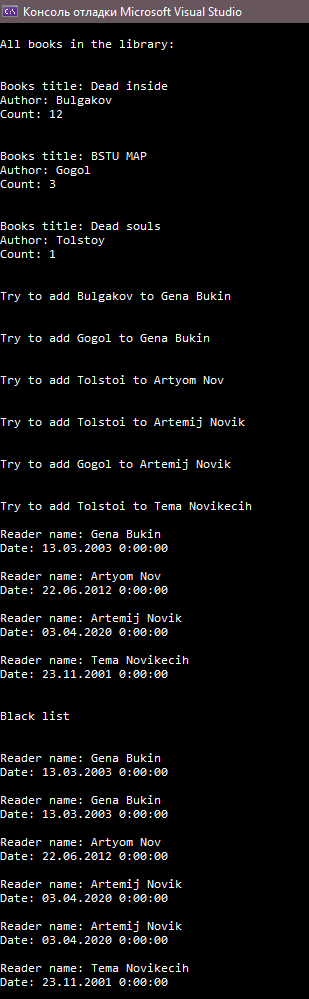 C:\ Консоль отладки Microsoft Visual Studio
All books in the library:
Books title: Dead inside
Author: Bulgakov
Count: 12
Books title: BSTU MAP
Author: Gogol
Count: 3
Books title: Dead souls
Author: Tolstoy
Count: 1
Try to add Bulgakov to Gena Bukin
Try to add Gogol to Gena Bukin
Try to add Tolstoi to Artyom Nov
Try to add Tolstoi to Artemij Novik
Try to add Gogol to Artemij Novik
Try to add Tolstoi to Tema Novikecih
Reader name: Gena Bukin
Date: 13.03.2003 0:00:00
Reader name: Artyom Nov
Date: 22.06.2012 0:00:00
Reader name: Artemij Novik
Date: 03.04.2020 0:00:00
Reader name: Tema Novikecih
Date: 23.11.2001 0:00:00
Black list
Reader name: Gena Bukin
Date: 13.03.2003 0:00:00
Reader name: Gena Bukin
Date: 13.03.2003 0:00:00
Reader name: Artyom Nov
Date: 22.06.2012 0:00:00
Reader name: Artemij Novik
Date: 03.04.2020 0:00:00
Reader name: Artemij Novik
Date: 03.04.2020 0:00:00
Reader name: Tema Novikecih
Date: 23.11.2001 0:00:00